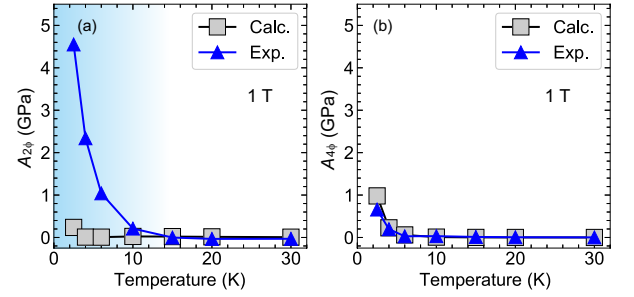 (a)
Calc.
Exp.
1 T
A2ϕ (GPa)
5
4
3
2
1
0
0
10
20
30
Temperature (K)
(b)
Calc.
Exp.
1 T
A4ϕ (GPa)
5
4
3
2
1
0
0
10
20
30
Temperature (K)